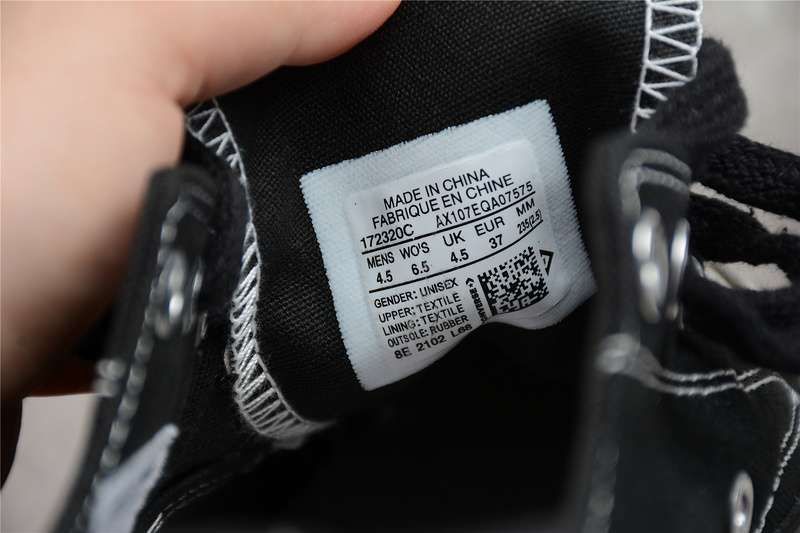 MADE IN CHINA
FABRIQUE EN CHINE
172320C AX107EQA07575
MENS WO'S UK EUR MM
4.5 6.5 4.5 37 235(2.5)
GENDER: UNISEX
UPPER: TEXTILE
LINING: TEXTILE
OUTSOLE: RUBBER
8E 2102 L66